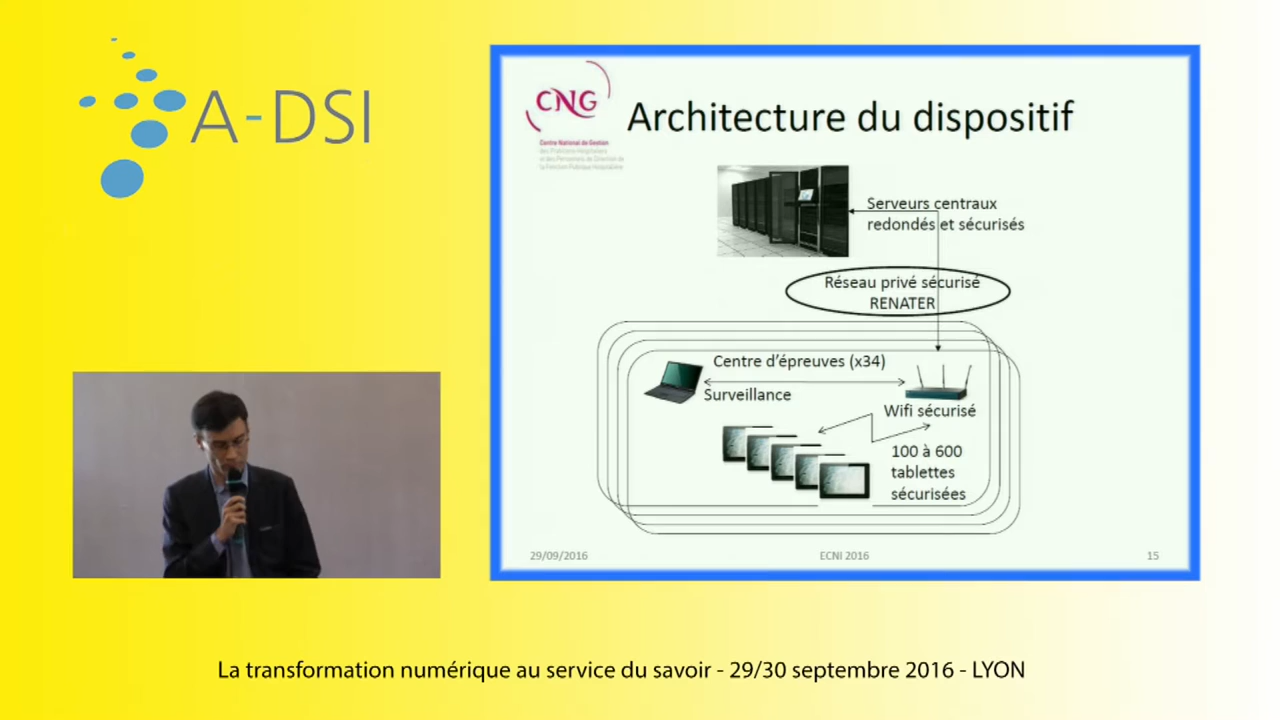 A-DSI
CNG
Centre National de Gestion
des Praticiens Hospitaliers
et des Personnels de Direction de
la Fonction Publique Hospitalière
Architecture du dispositif
Serveurs centraux
redondés et sécurisés
Réseau privé sécurisé
RENATER
Centre d'épreuves (x34)
Surveillance
Wifi sécurisé
100 à 600
tablettes
sécurisées
29/09/2016
ECNI 2016
15
La transformation numérique au service du savoir - 29/30 septembre 2016 - LYON